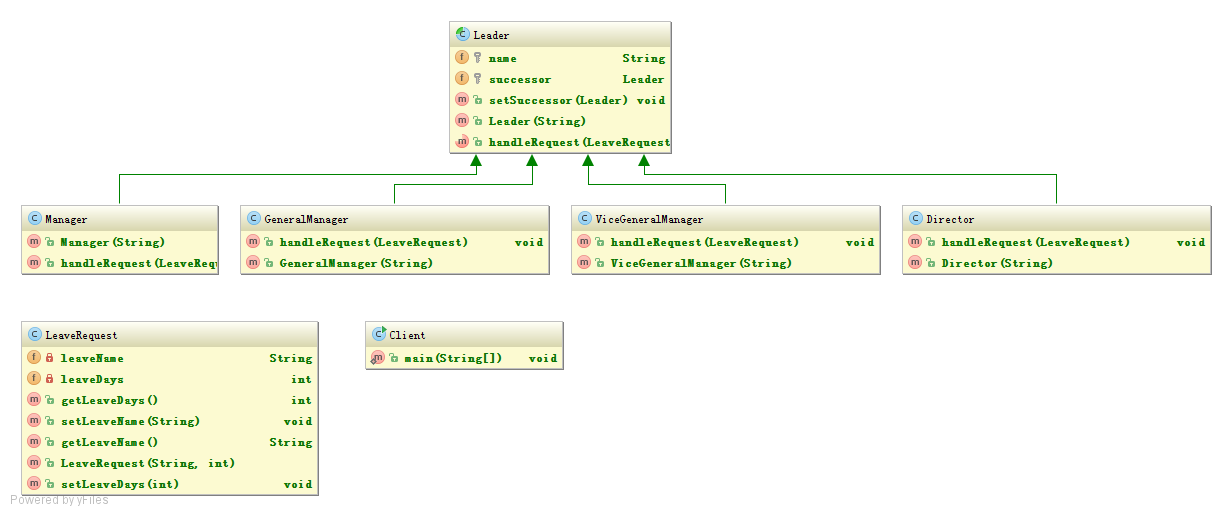 Leader
name String
successor Leader
setSuccessor(Leader) void
Leader(String)
handleRequest(LeaveRequest
Manager
Manager(String)
handleRequest(LeaveRequ
GeneralManager
handleRequest(LeaveRequest) void
GeneralManager(String)
ViceGeneralManager
handleRequest(LeaveRequest) void
ViceGeneralManager(String)
Director
handleRequest(LeaveRequest) void
Director(String)
LeaveRequest
leaveName String
leaveDays int
getLeaveDays() int
setLeaveName(String) void
getLeaveName() String
LeaveRequest(String, int)
setLeaveDays(int) void
Client
main(String[]) void
Powered by yFiles